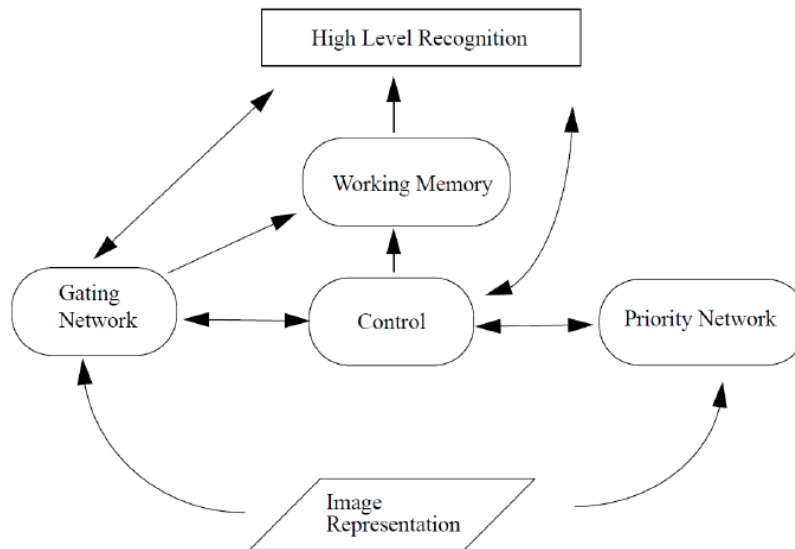 High Level Recognition
Working Memory
Gating
Network
Control
Priority Network
Image
Representation